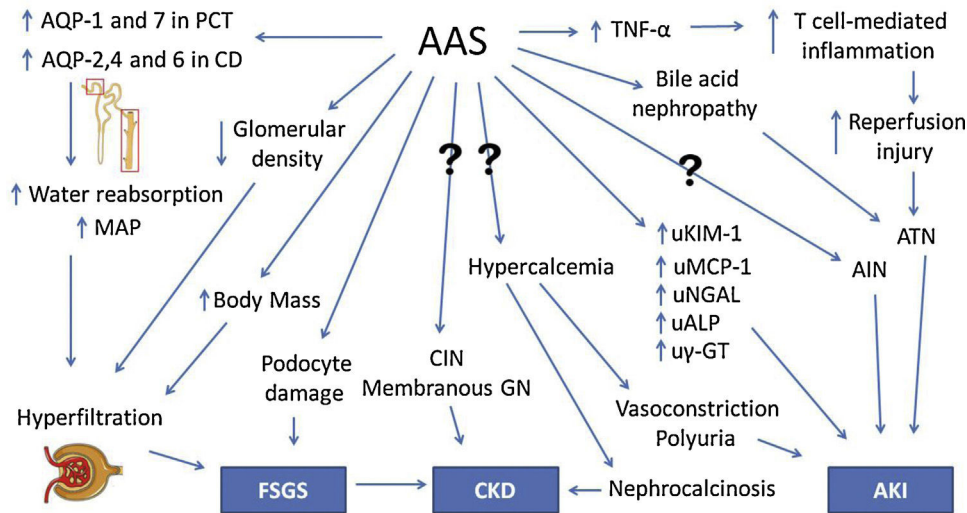 AQP-1 and 7 in PCT
AQP-2,4 and 6 in CD
AAS
TNF-α
T cell-mediated
inflammation
Bile acid
nephropathy
Reperfusion
injury
Glomerular
density
? ?
?
Water reabsorption
MAP
ATN
AIN
uKIM-1
uMCP-1
uNGAL
uALP
uγ-GT
Hypercalcemia
Body Mass
Podocyte
damage
CIN
Membranous GN
Vasoconstriction
Polyuria
Hyperfiltration
FSGS
CKD
Nephrocalcinosis
AKI